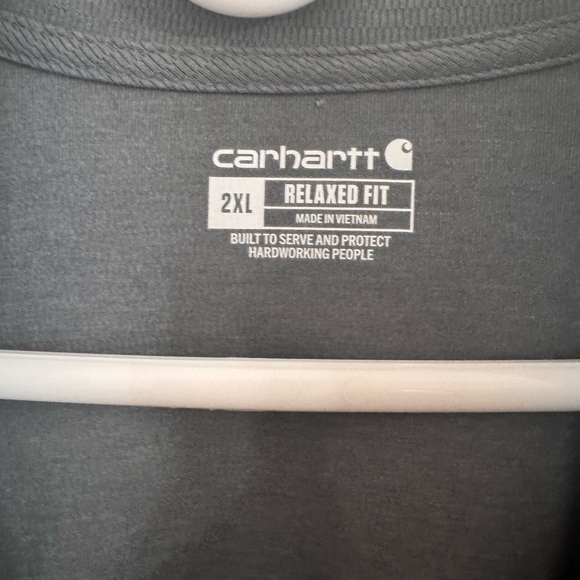 carhartt
2XL
RELAXED FIT
MADE IN VIETNAM
BUILT TO SERVE AND PROTECT
HARDWORKING PEOPLE